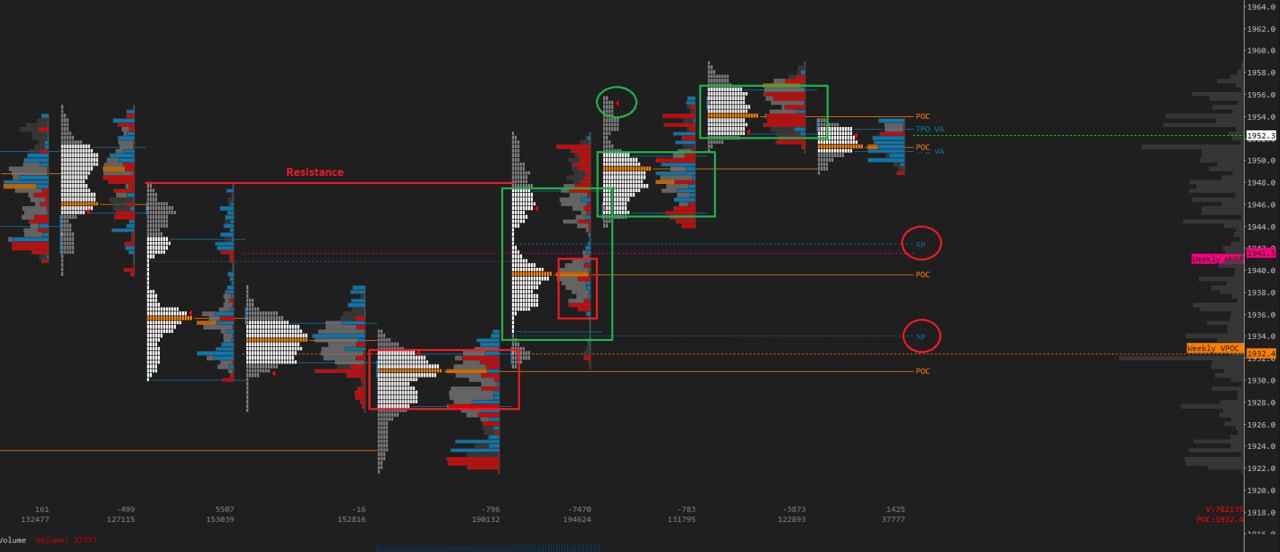 Resistance
POC
TPO VA
POC
VA
sp
POC
sp
POC
1964.0
1962.0
1960.0
1958.0
1956.0
1954.0
1952.3
1950.0
1948.0
1946.0
1944.0
1941.5
1940.0
1938.0
1936.0
1934.0
Weekly VPOC
1932.4
1930.0
1928.0
1926.0
1924.0
1922.0
1920.0
1918.0
161 -499 5507 -16 -796 -7470 -783 -3873 1425
132477 127115 153039 152816 190132 194624 131795 122893 37777
V:782135
POC:1932.4
Volume Volume: 37777